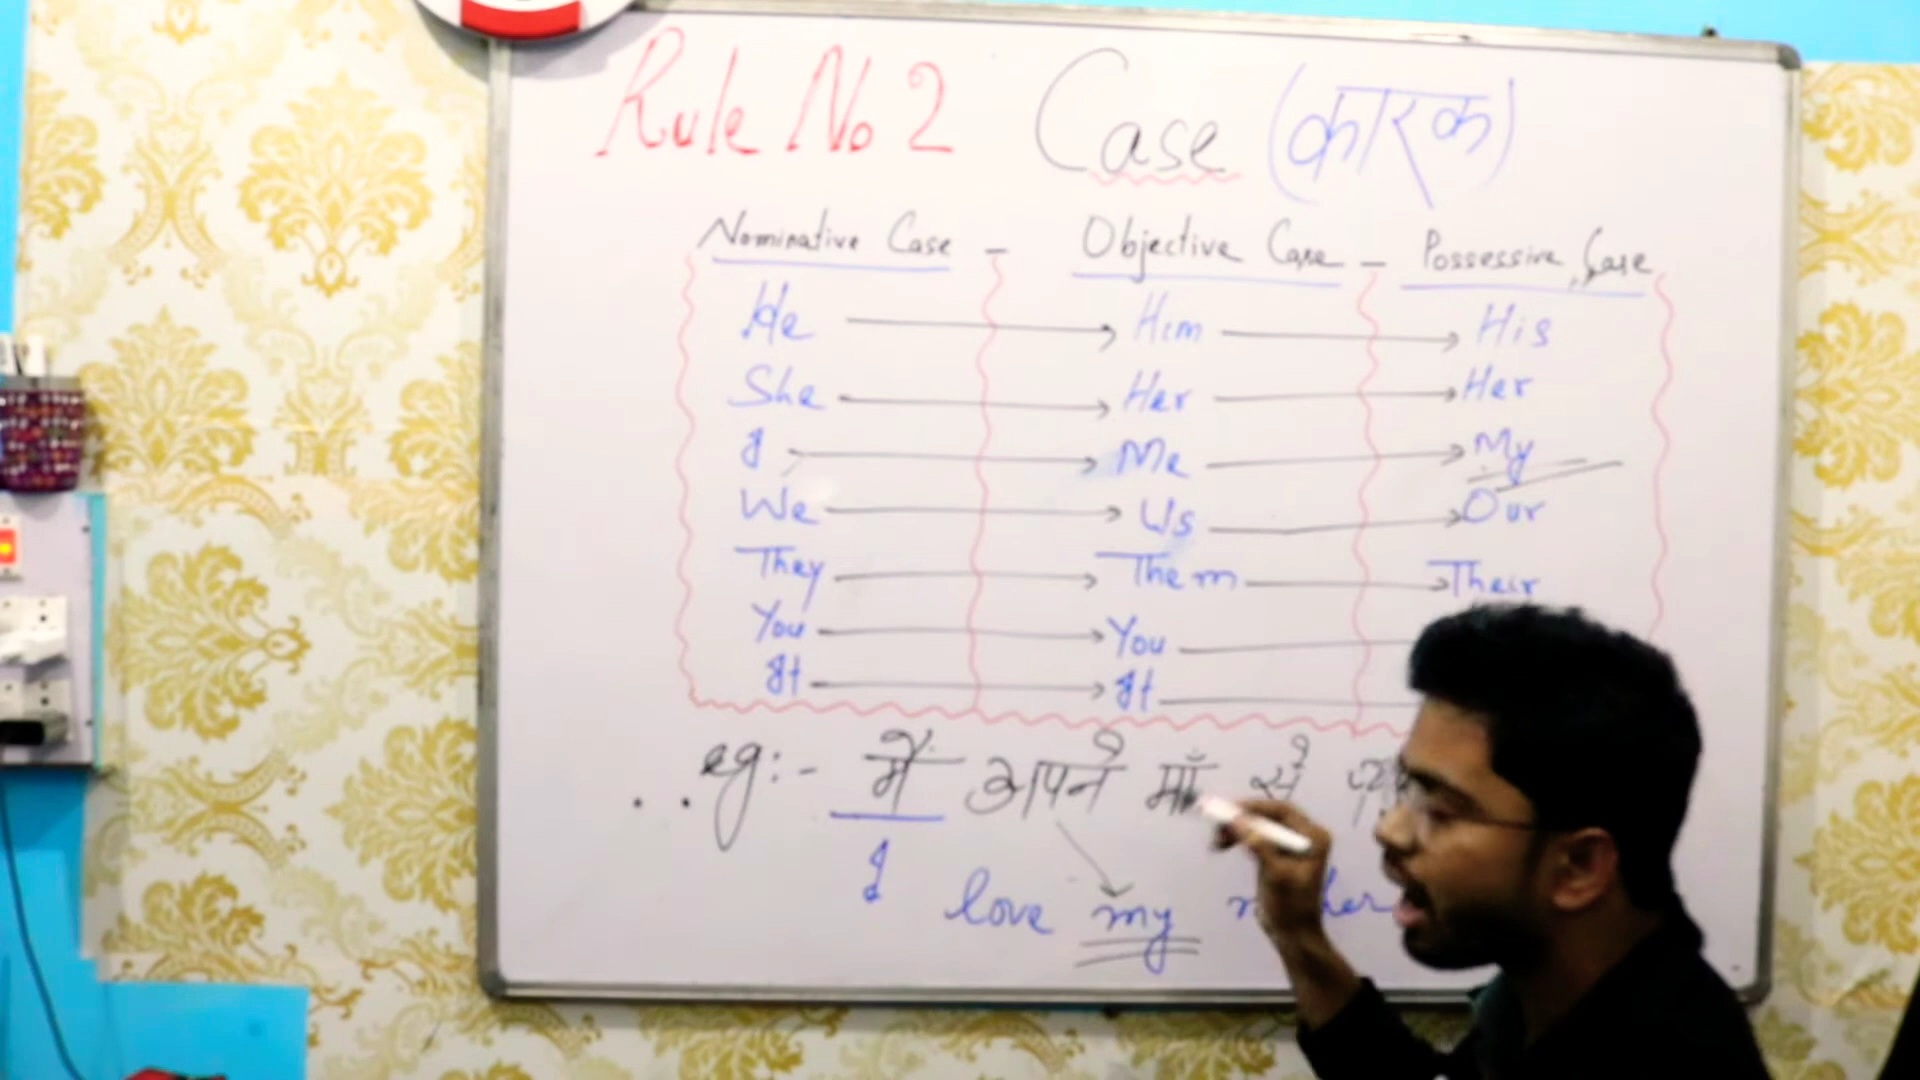 Rule No 2 Case (कारक)
Nominative Case - Objective Case - Possessive Case
He Him His
She Her Her
I Me My
We Us Our
They Them Their
You You
It It
eg:- मैं अपने माँ से
I love my